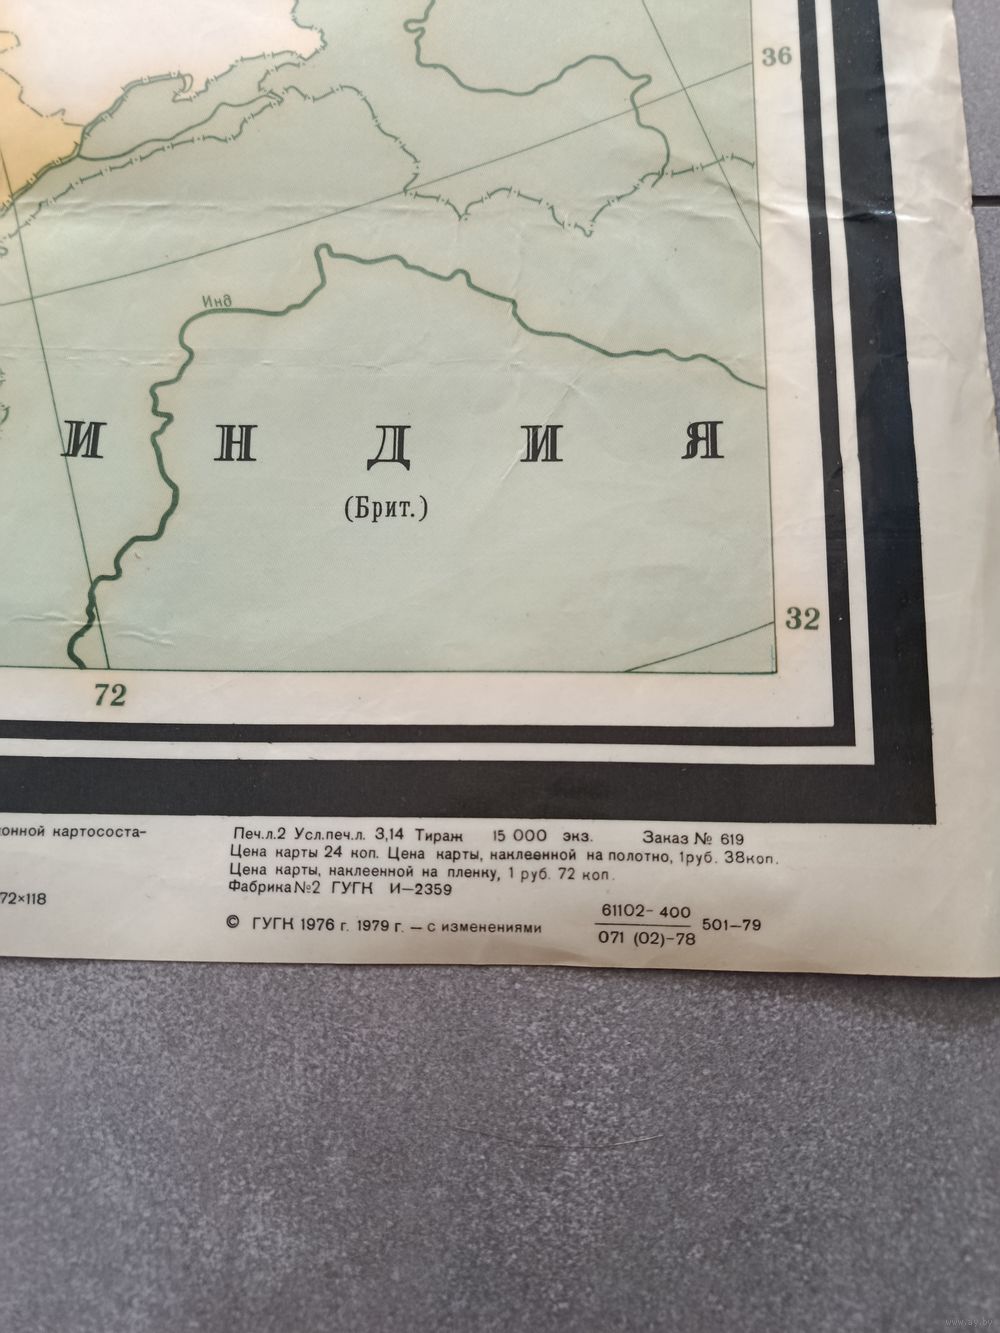 36
Инд
И Н Д И Я
(Брит.)
32
72
онной картососта-
72×118
Печ.л.2 Усл.печ.л. 3,14 Тираж 15 000 экз. Заказ № 619
Цена карты 24 коп. Цена карты, наклеенной на полотно, 1руб. 38коп.
Цена карты, наклеенной на пленку, 1 руб. 72 коп.
Фабрика №2 ГУГК И—2359
© ГУГК 1976 г. 1979 г. — с изменениями
61102- 400
071 (02)-78
501—79
www.ay.by